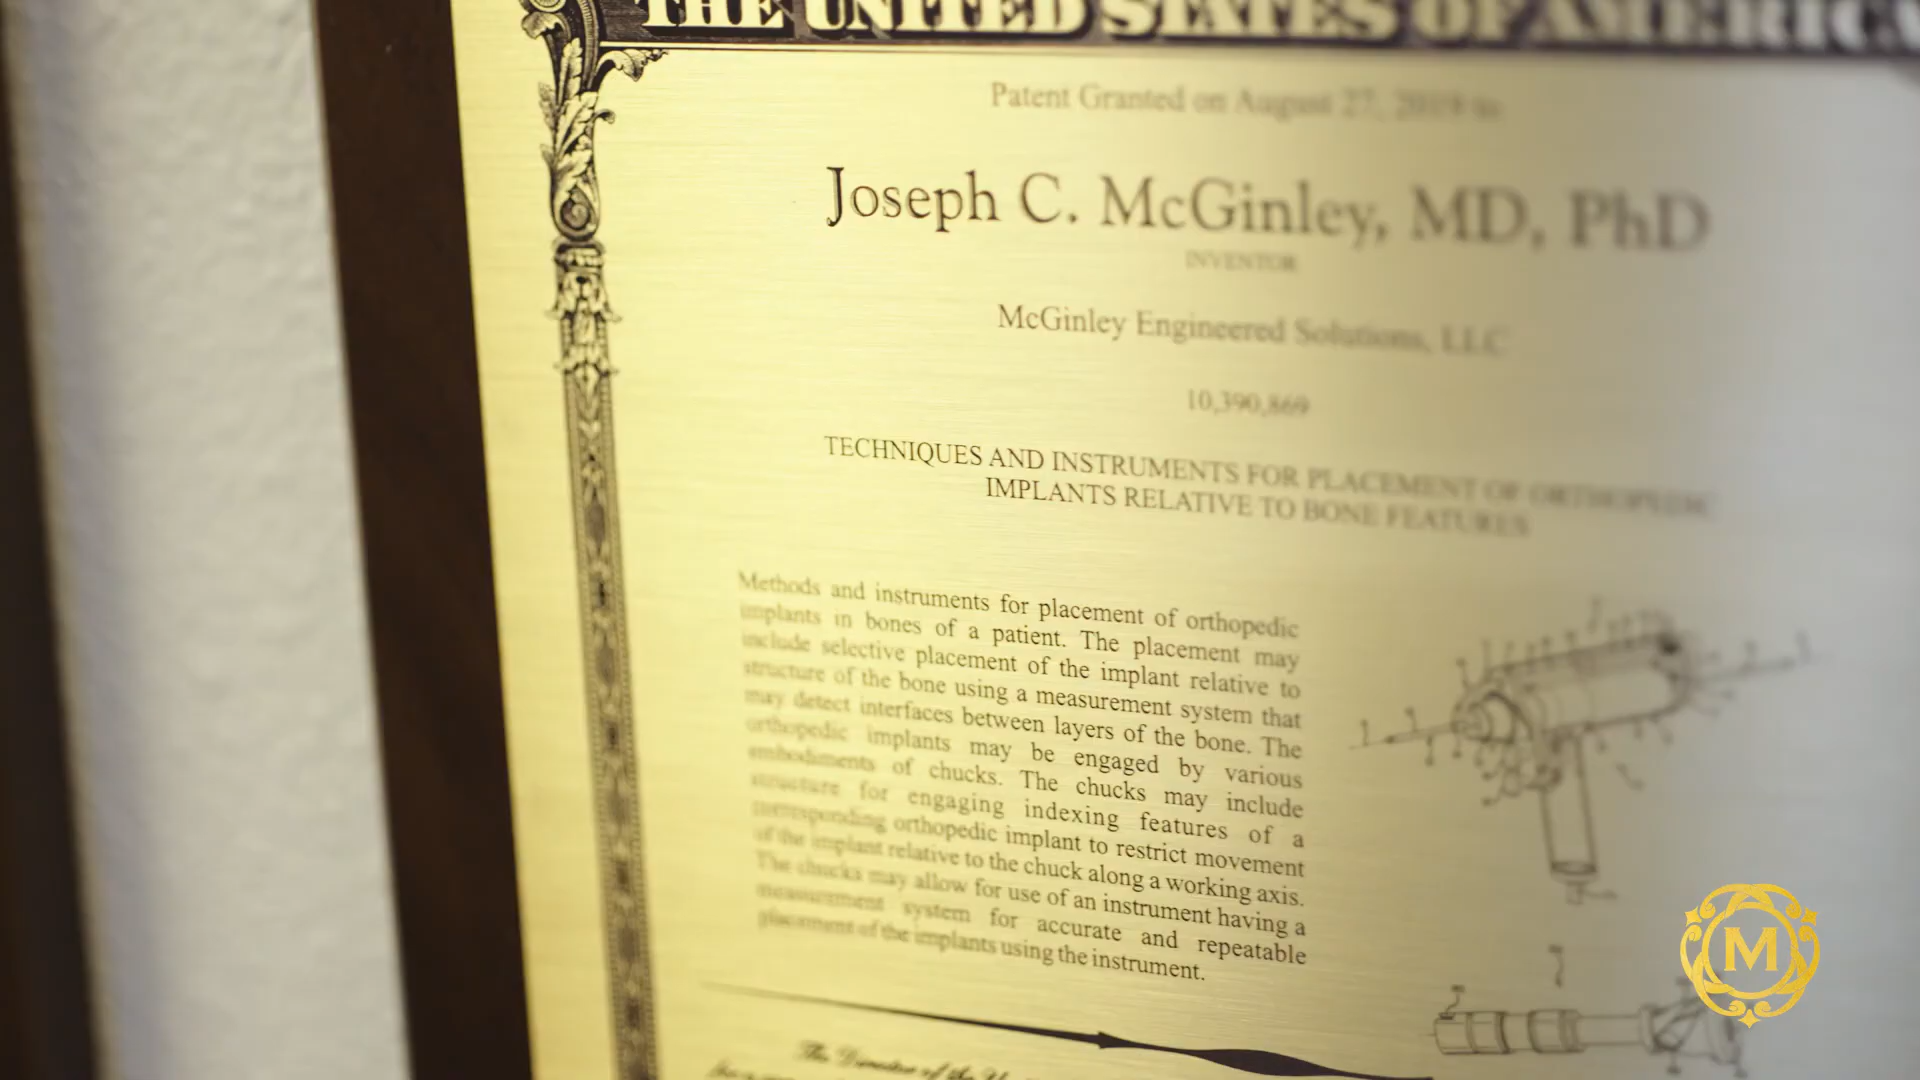 THE UNITED STATES OF AMERICA
Patent Granted on August 27, 2019 to
Joseph C. McGinley, MD, PhD
INVENTOR
McGinley Engineered Solutions, LLC
10,390,869
TECHNIQUES AND INSTRUMENTS FOR PLACEMENT OF ORTHOPEDIC
IMPLANTS RELATIVE TO BONE FEATURES
Methods and instruments for placement of orthopedic
implants in bones of a patient. The placement may
include selective placement of the implant relative to
structure of the bone using a measurement system that
may detect interfaces between layers of the bone. The
orthopedic implants may be engaged by various
embodiments of chucks. The chucks may include
structure for engaging indexing features of a
corresponding orthopedic implant to restrict movement
of the implant relative to the chuck along a working axis.
The chucks may allow for use of an instrument having a
measurement system for accurate and repeatable
placement of the implants using the instrument.
The Director of the
M